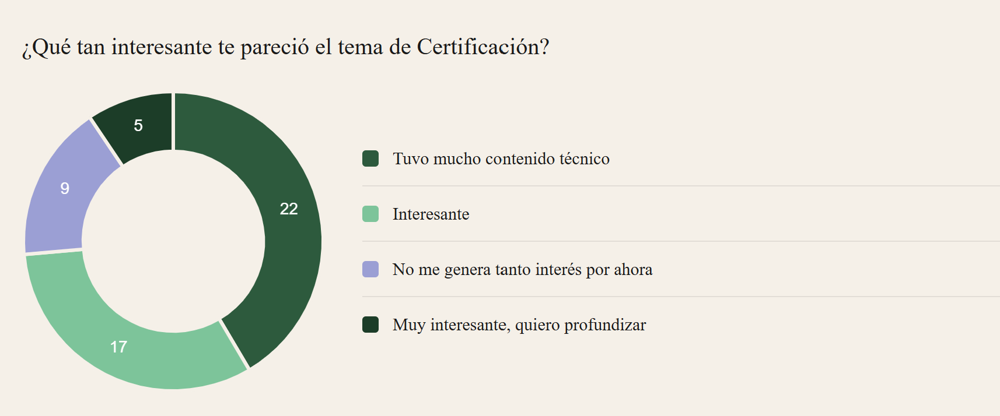 ¿Qué tan interesante te pareció el tema de Certificación?
5
22
9
17
Tuvo mucho contenido técnico
Interesante
No me genera tanto interés por ahora
Muy interesante, quiero profundizar